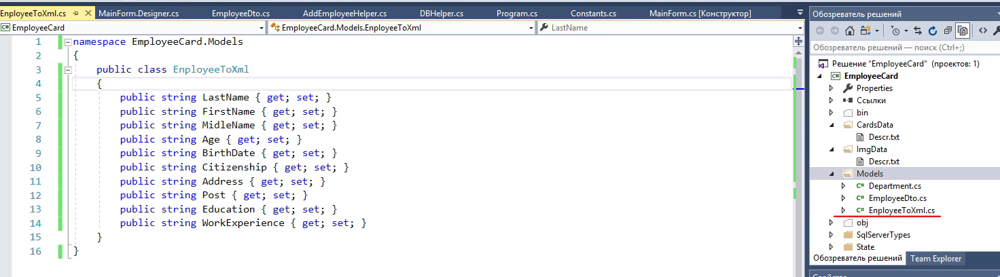 EnployeeToXml.cs MainForm.Designer.cs EmployeeDto.cs AddEmployeeHelper.cs DBHelper.cs Program.cs Constants.cs MainForm.cs [Конструктор]
EmployeeCard EmployeeCard.Models.EnployeeToXml LastName
1 namespace EmployeeCard.Models
2 {
3 public class EnployeeToXml
4 {
5 public string LastName { get; set; }
6 public string FirstName { get; set; }
7 public string MidleName { get; set; }
8 public string Age { get; set; }
9 public string BirthDate { get; set; }
10 public string Citizenship { get; set; }
11 public string Address { get; set; }
12 public string Post { get; set; }
13 public string Education { get; set; }
14 public string WorkExperience { get; set; }
15 }
16 }
Обозреватель решений
Обозреватель решений — поиск (Ctrl+;)
Решение "EmployeeCard" (проектов: 1)
C# EmployeeCard
Properties
Ссылки
bin
CardsData
Descr.txt
ImgData
Descr.txt
Models
C# Department.cs
C# EmployeeDto.cs
C# EnployeeToXml.cs
obj
SqlServerTypes
State
Обозреватель решений Team Explorer
Свойства